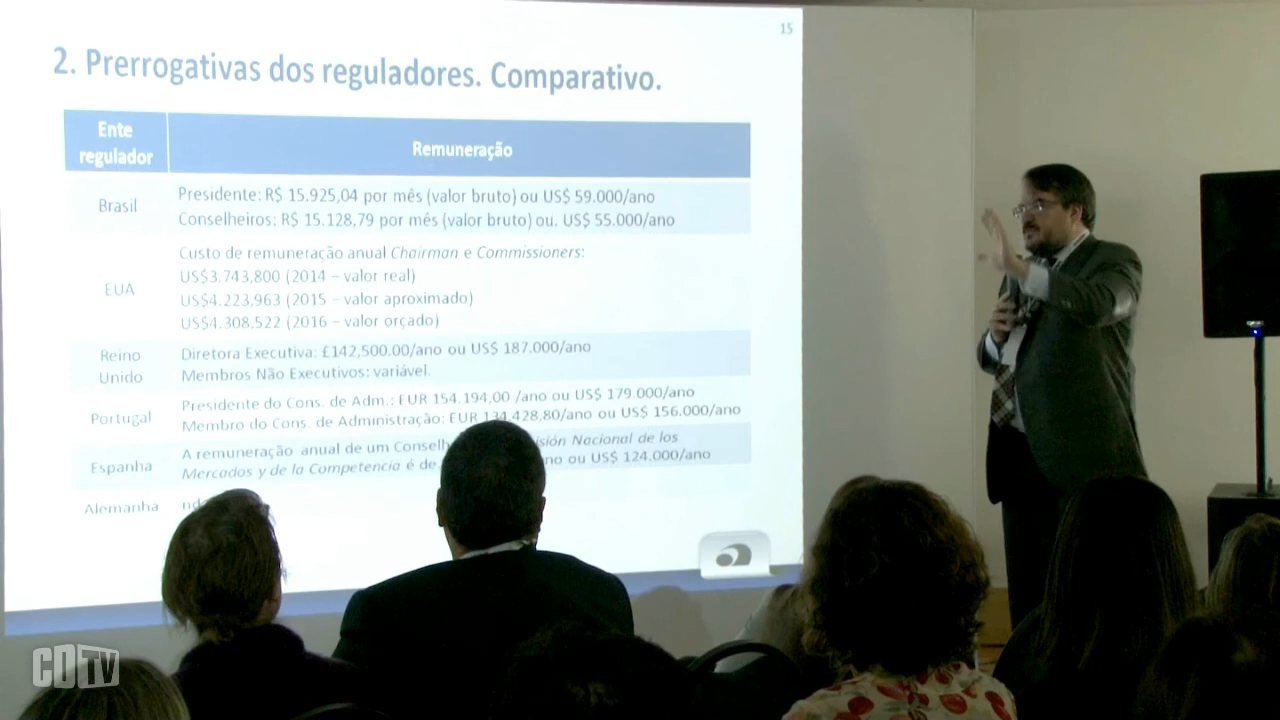 15
2. Prerrogativas dos reguladores. Comparativo.
Ente
regulador
Remuneração
Brasil
Presidente: R$ 15.925,04 por mês (valor bruto) ou US$ 59.000/ano
Conselheiros: R$ 15.128,79 por mês (valor bruto) ou. US$ 55.000/ano
EUA
Custo de remuneração anual Chairman e Commissioners:
US$3.743,800 (2014 – valor real)
US$4.223,963 (2015 – valor aproximado)
US$4.308,522 (2016 – valor orçado)
Reino
Unido
Diretora Executiva: £142,500.00/ano ou US$ 187.000/ano
Membros Não Executivos: variável.
Portugal
Presidente do Cons. de Adm.: EUR 154.194,00 /ano ou US$ 179.000/ano
Membro do Cons. de Administração: EUR 134.428,80/ano ou US$ 156.000/ano
Espanha
A remuneração anual de um Nacional de los
Mercados y de la Competencia é de ou US$ 124.000/ano
Alemanha
CDTV